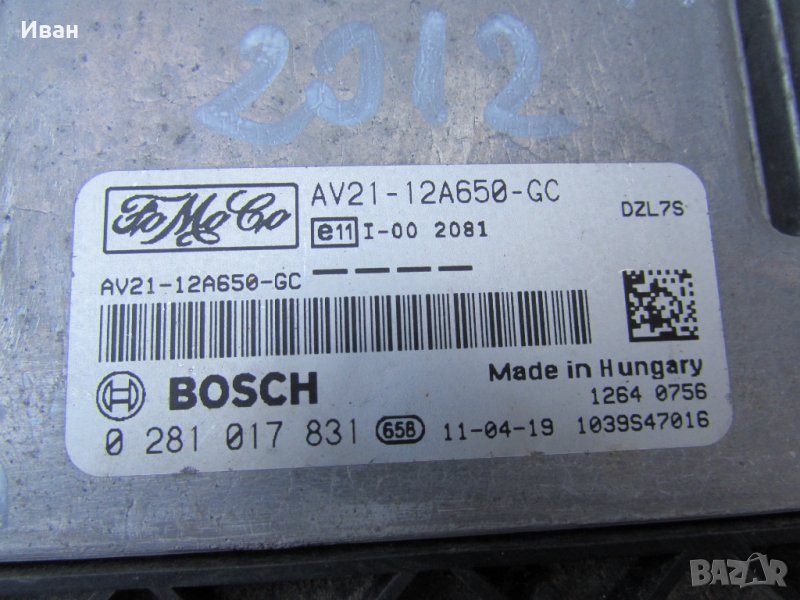 Иван
2012
FoMoCo
AV21-12A650-GC
DZL7S
e11 I-00 2081
AV21-12A650-GC
BOSCH
Made in Hungary
1264 0756
0 281 017 831 658 11-04-19 1039S47016
BAZAR